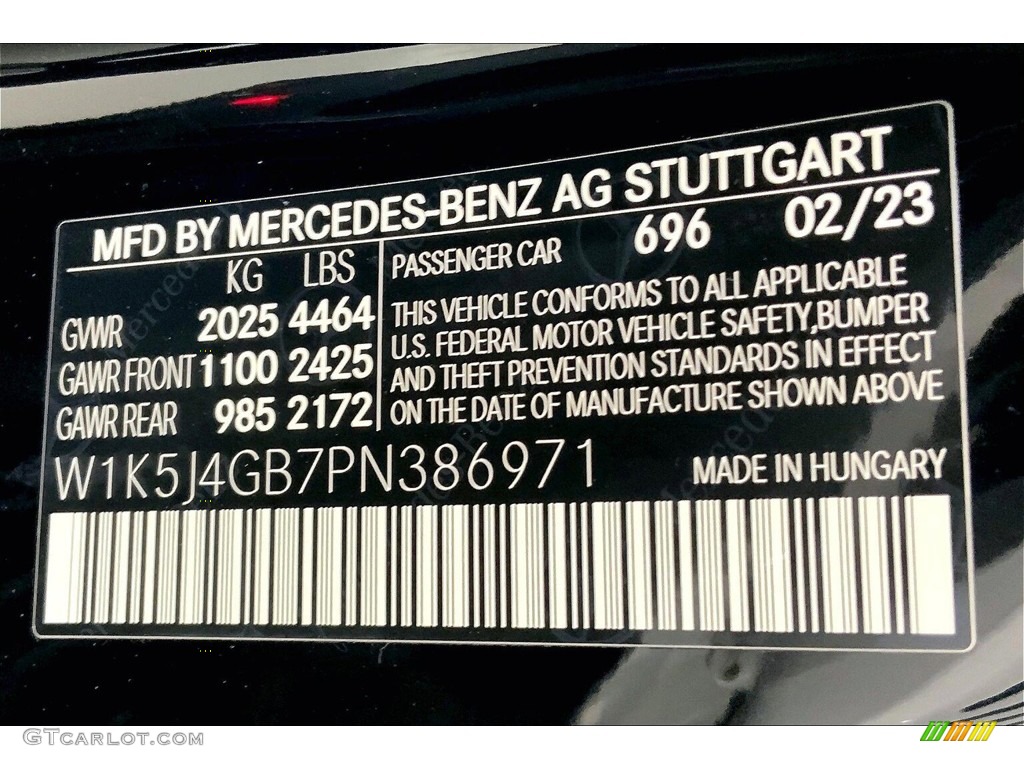 MFD BY MERCEDES-BENZ AG STUTTGART
KG LBS
GVWR 2025 4464
GAWR FRONT 1100 2425
GAWR REAR 985 2172
PASSENGER CAR 696 02/23
THIS VEHICLE CONFORMS TO ALL APPLICABLE
U.S. FEDERAL MOTOR VEHICLE SAFETY,BUMPER
AND THEFT PREVENTION STANDARDS IN EFFECT
ON THE DATE OF MANUFACTURE SHOWN ABOVE
W1K5J4GB7PN386971
MADE IN HUNGARY
GTCarLot.com